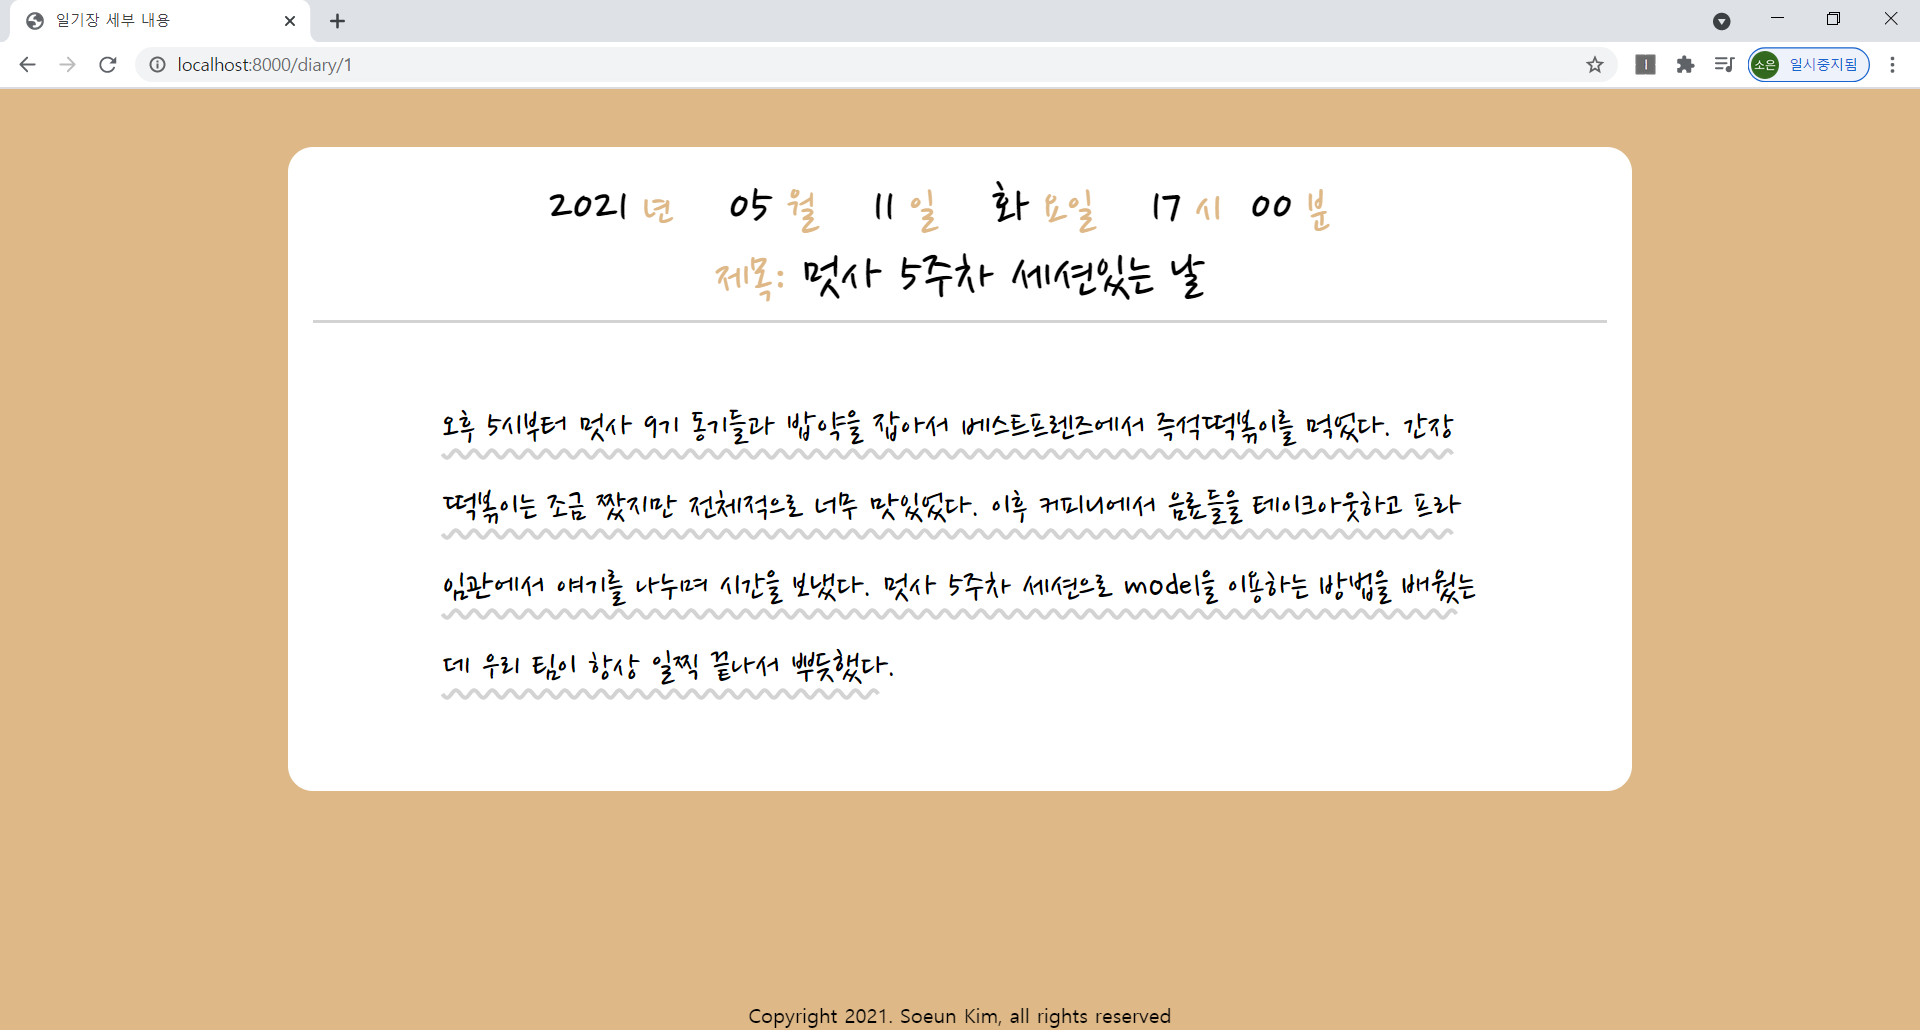 일기장 세부 내용
localhost:8000/diary/1
소은 일시중지됨
2021 년 05 월 11 일 화 요일 17 시 00 분
제목: 멋사 5주차 세션있는 날
오후 5시부터 멋사 9기 동기들과 밥약을 잡아서 베스트프렌즈에서 즉석떡볶이를 먹었다. 간장
떡볶이는 조금 짰지만 전체적으로 너무 맛있었다. 이후 커피니에서 음료들을 테이크아웃하고 프라
임관에서 얘기를 나누며 시간을 보냈다. 멋사 5주차 세션으로 model을 이용하는 방법을 배웠는
데 우리 팀이 항상 일찍 끝나서 뿌듯했다.
Copyright 2021. Soeun Kim, all rights reserved